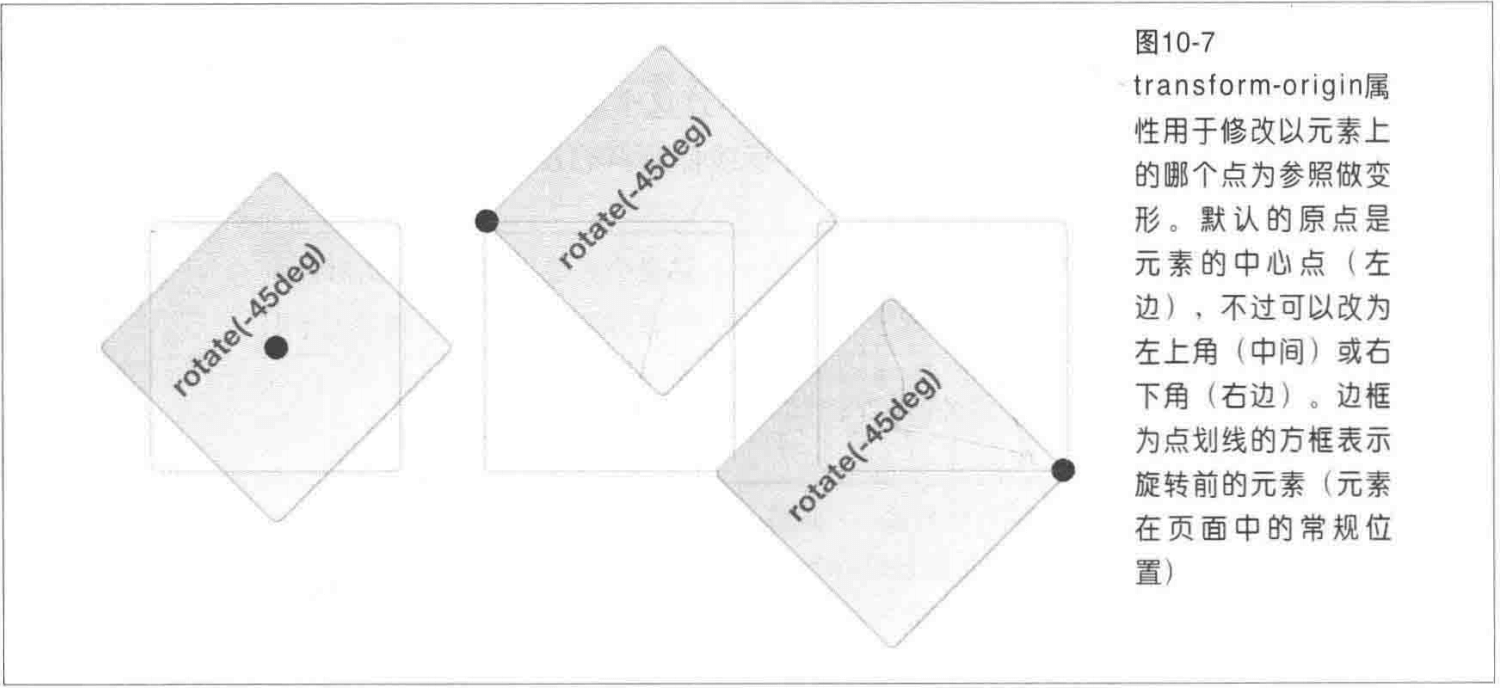 rotate(-45deg)
rotate(-45deg)
rotate(-45deg)
图10-7
transform-origin属
性用于修改以元素上
的哪个点为参照做变
形。默认的原点是
元素的中心点（左
边），不过可以改为
左上角（中间）或右
下角（右边）。边框
为点划线的方框表示
旋转前的元素（元素
在页面中的常规位
置）